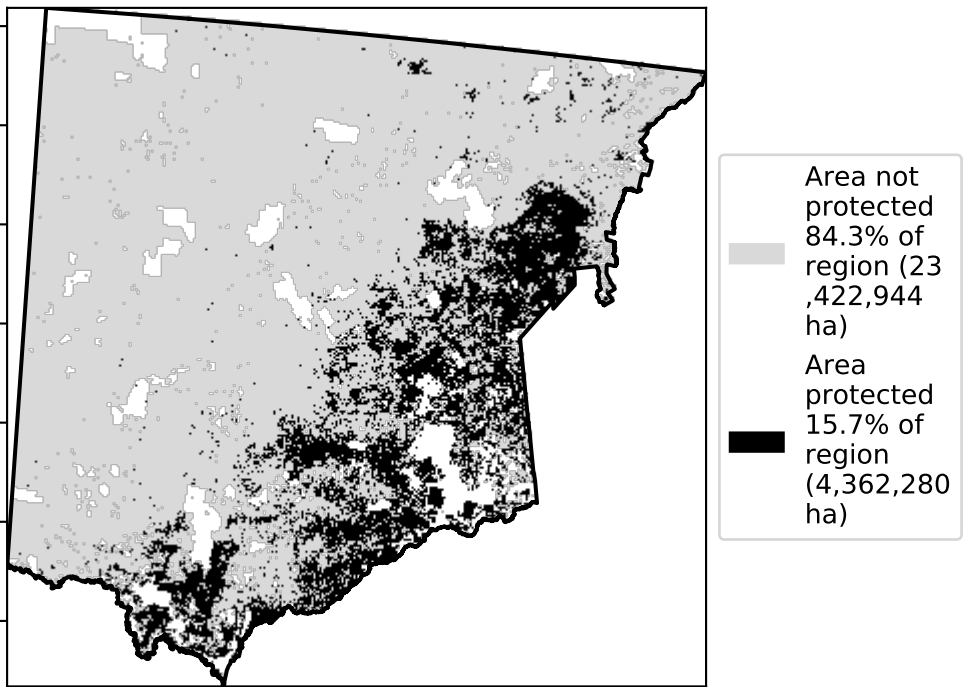 Area not
protected
84.3% of
region (23
,422,944
ha)
Area
protected
15.7% of
region
(4,362,280
ha)